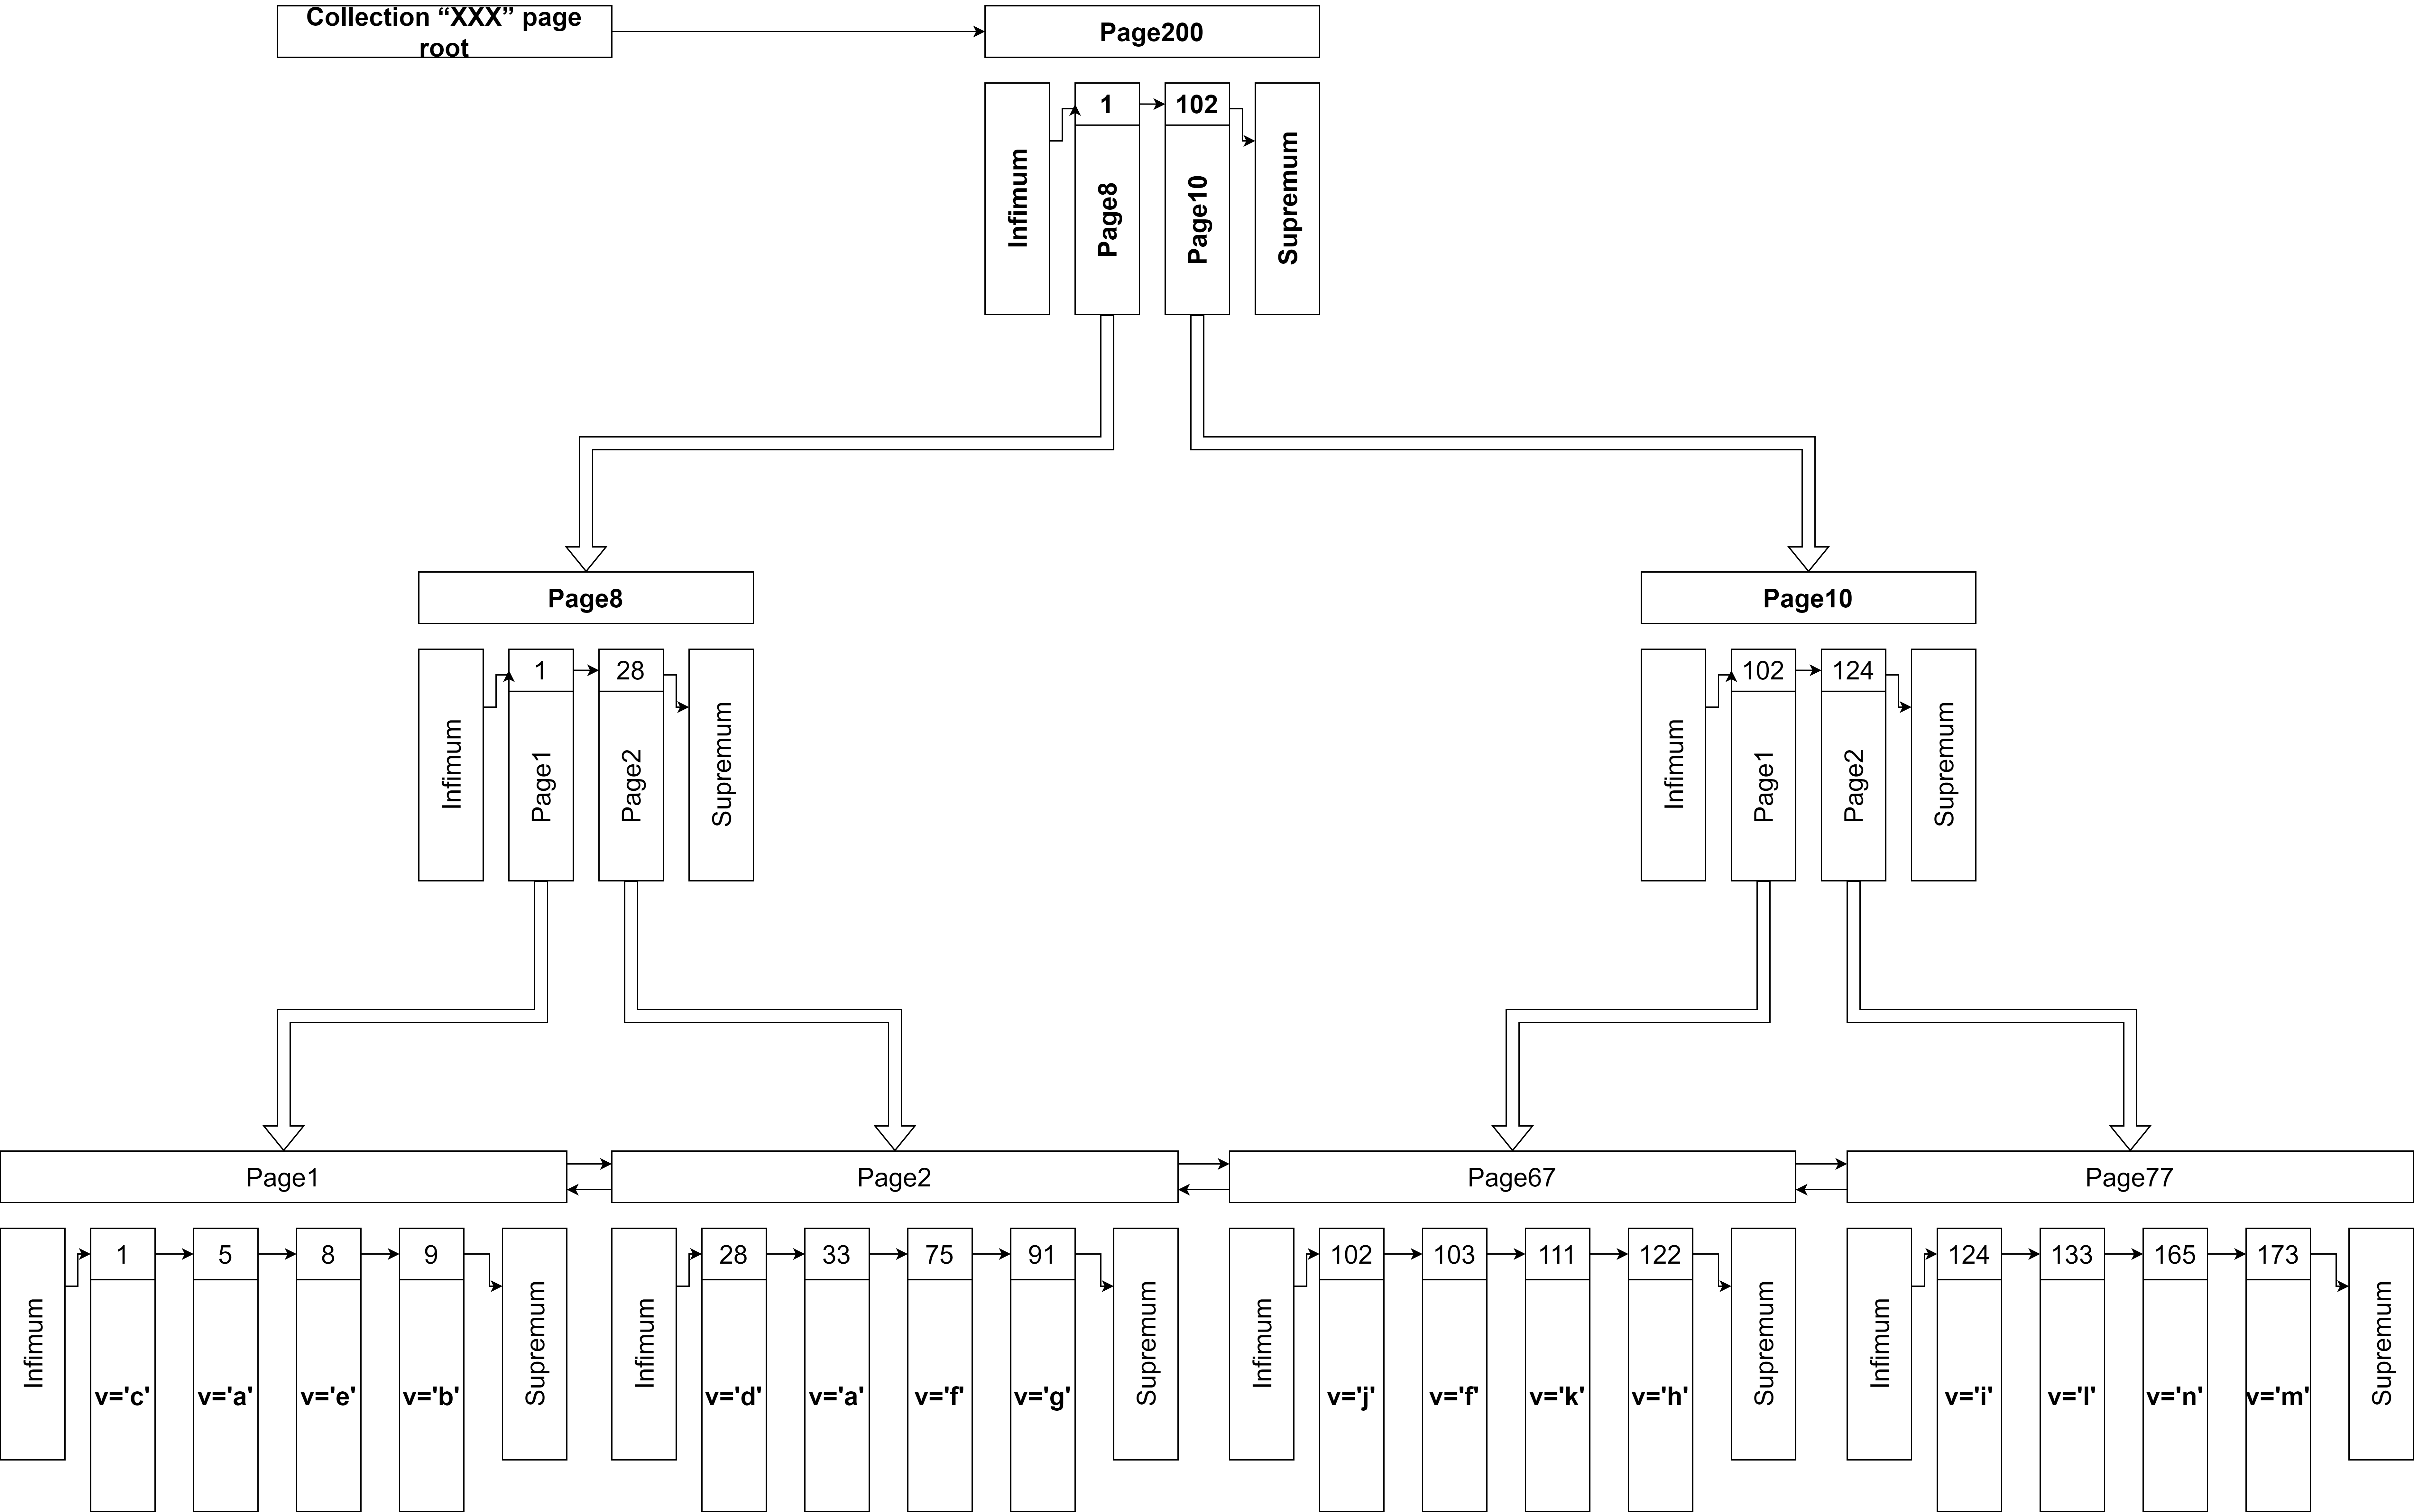 Collection “XXX” page
root
Page200
Infimum
1
Page8
102
Page10
Supremum
Page8
Infimum
1
Page1
28
Page2
Supremum
Page10
Infimum
102
Page1
124
Page2
Supremum
Page1
Infimum
1
v='c'
5
v='a'
8
v='e'
9
v='b'
Supremum
Page2
Infimum
28
v='d'
33
v='a'
75
v='f'
91
v='g'
Supremum
Page67
Infimum
102
v='j'
103
v='f'
111
v='k'
122
v='h'
Supremum
Page77
Infimum
124
v='i'
133
v='l'
165
v='n'
173
v='m'
Supremum